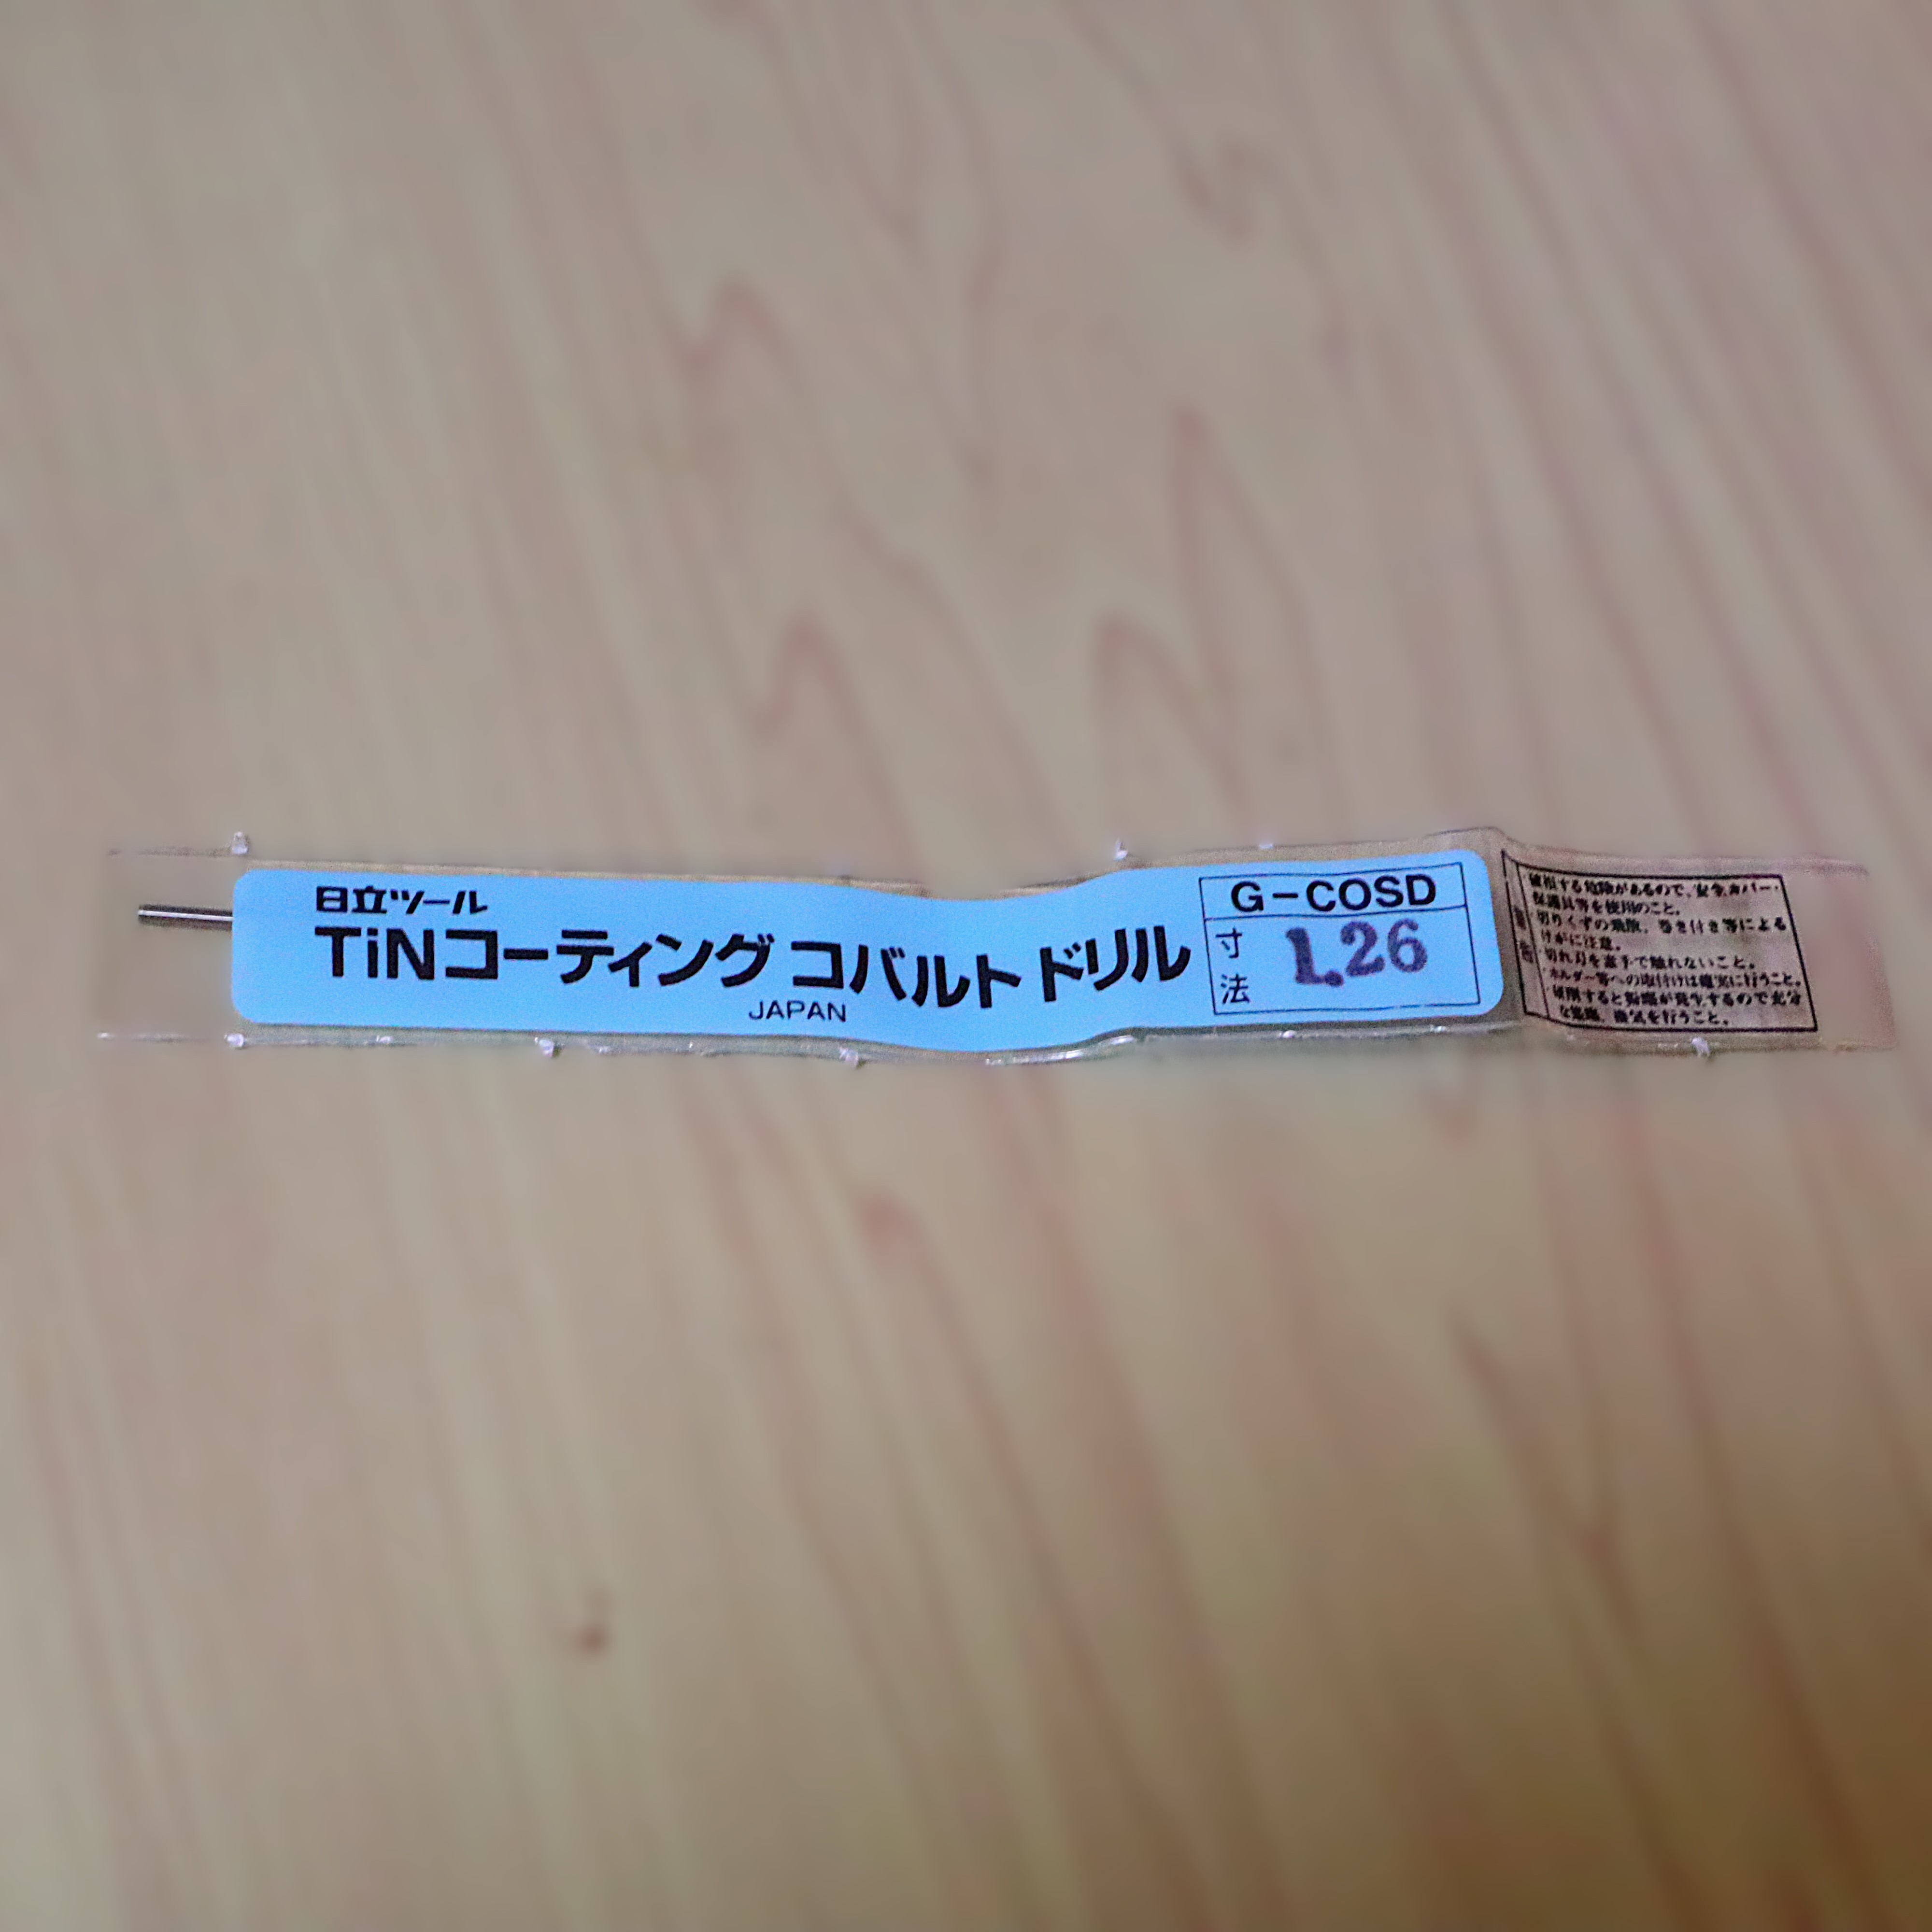 日立ツール
TiNコーティング コバルト ドリル
JAPAN
G-COSD
寸法
1.26
破損する危険があるので、安全カバー・
保護具等を使用のこと。
切りくずの飛散、巻き付き等による
けがに注意。
切れ刃を素手で触れないこと。
ホルダー等への取付けは確実に行うこと。
研削すると粉塵が発生するので充分
な集塵、換気を行うこと。